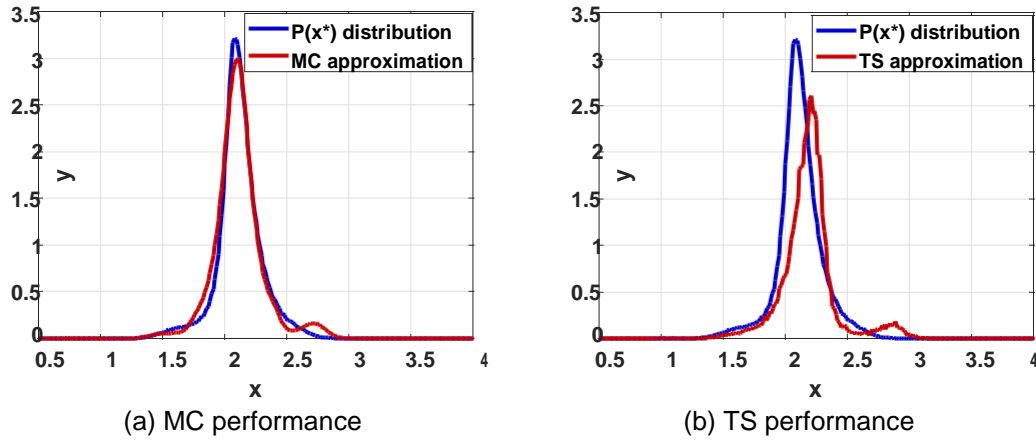 P(x*) distribution
MC approximation
3.5
3
2.5
2
1.5
1
0.5
0
y
0.5 1 1.5 2 2.5 3 3.5 4
x
(a) MC performance
P(x*) distribution
TS approximation
3.5
3
2.5
2
1.5
1
0.5
0
y
0.5 1 1.5 2 2.5 3 3.5 4
x
(b) TS performance